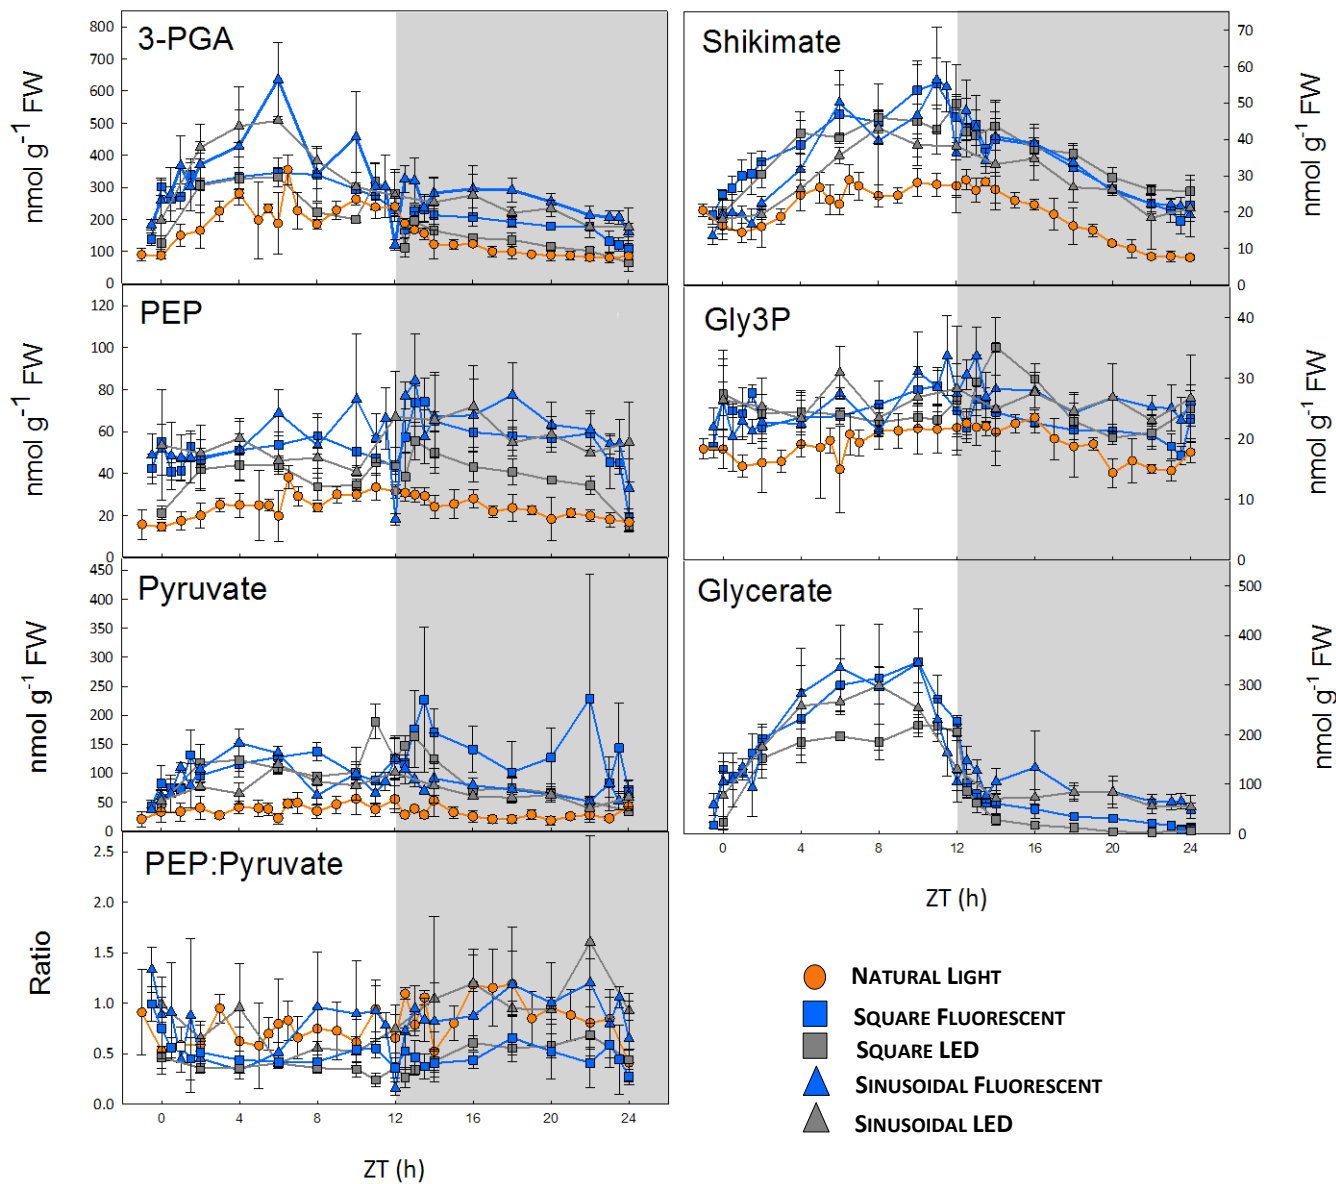 3-PGA
800
700
600
500
400
300
200
100
0
nmol g-1 FW
Shikimate
70
60
50
40
30
20
10
0
nmol g-1 FW
PEP
120
100
80
60
40
20
0
nmol g-1 FW
Gly3P
40
30
20
10
0
nmol g-1 FW
Pyruvate
450
400
350
300
250
200
150
100
50
0
nmol g-1 FW
Glycerate
500
400
300
200
100
0
nmol g-1 FW
0 4 8 12 16 20 24
ZT (h)
PEP:Pyruvate
2.5
2.0
1.5
1.0
0.5
0.0
Ratio
0 4 8 12 16 20 24
ZT (h)
NATURAL LIGHT
SQUARE FLUORESCENT
SQUARE LED
SINUSOIDAL FLUORESCENT
SINUSOIDAL LED